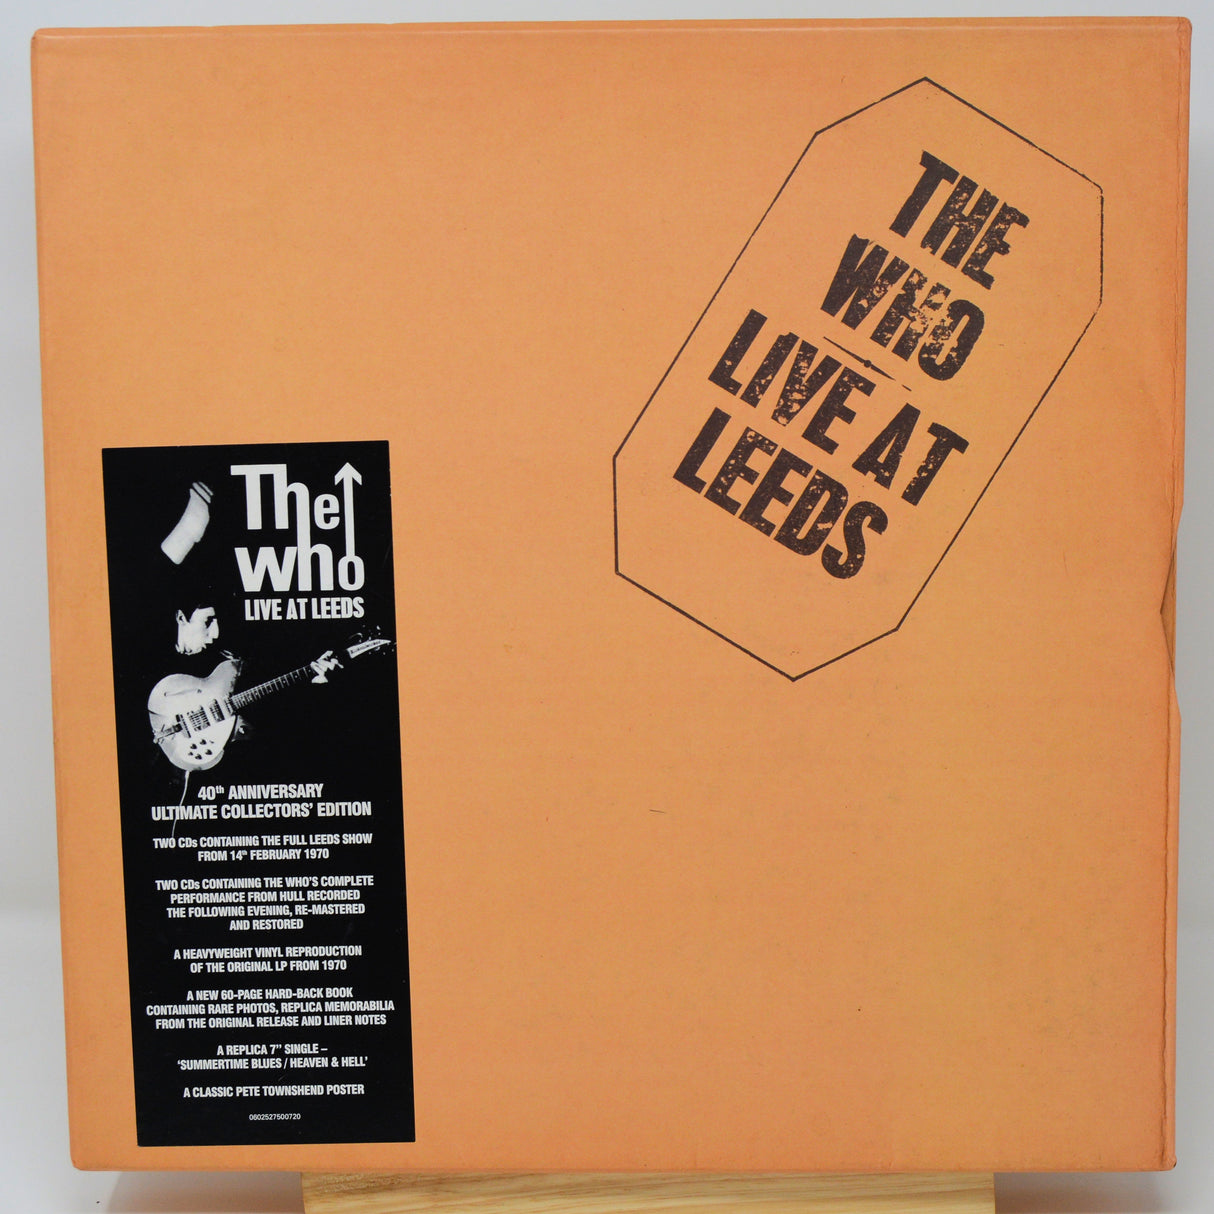 THE
WHO
LIVE AT
LEEDS
The
who
LIVE AT LEEDS
40th ANNIVERSARY
ULTIMATE COLLECTORS' EDITION
TWO CDs CONTAINING THE FULL LEEDS SHOW
FROM 14th FEBRUARY 1970
TWO CDs CONTAINING THE WHO'S COMPLETE
PERFORMANCE FROM HULL RECORDED
THE FOLLOWING EVENING, RE-MASTERED
AND RESTORED
A HEAVYWEIGHT VINYL REPRODUCTION
OF THE ORIGINAL LP FROM 1970
A NEW 60-PAGE HARD-BACK BOOK
CONTAINING RARE PHOTOS, REPLICA MEMORABILIA
FROM THE ORIGINAL RELEASE AND LINER NOTES
A REPLICA 7" SINGLE –
'SUMMERTIME BLUES / HEAVEN & HELL'
A CLASSIC PETE TOWNSHEND POSTER
0602527500720